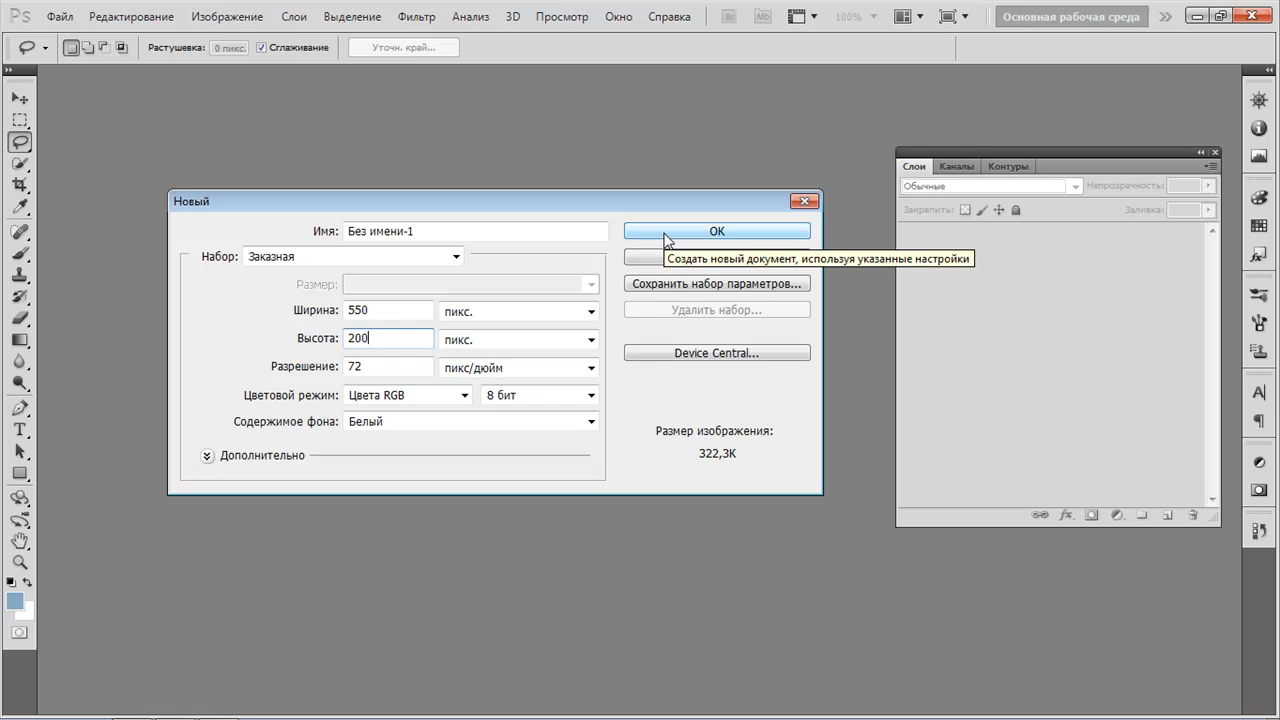 Ps Файл Редактирование Изображение Слои Выделение Фильтр Анализ 3D Просмотр Окно Справка Br Mb 100% Основная рабочая среда
Растушевка: 0 пикс. Сглаживание Уточн. край...
Слои Каналы Контуры
Обычные Непрозрачность:
Закрепить: Заливка:
Новый
Имя: Без имени-1 OK
Набор: Заказная
Создать новый документ, используя указанные настройки
Размер: Сохранить набор параметров...
Ширина: 550 пикс. Удалить набор...
Высота: 200 пикс.
Device Central...
Разрешение: 72 пикс/дюйм
Цветовой режим: Цвета RGB 8 бит
Содержимое фона: Белый
Размер изображения:
322,3K
Дополнительно